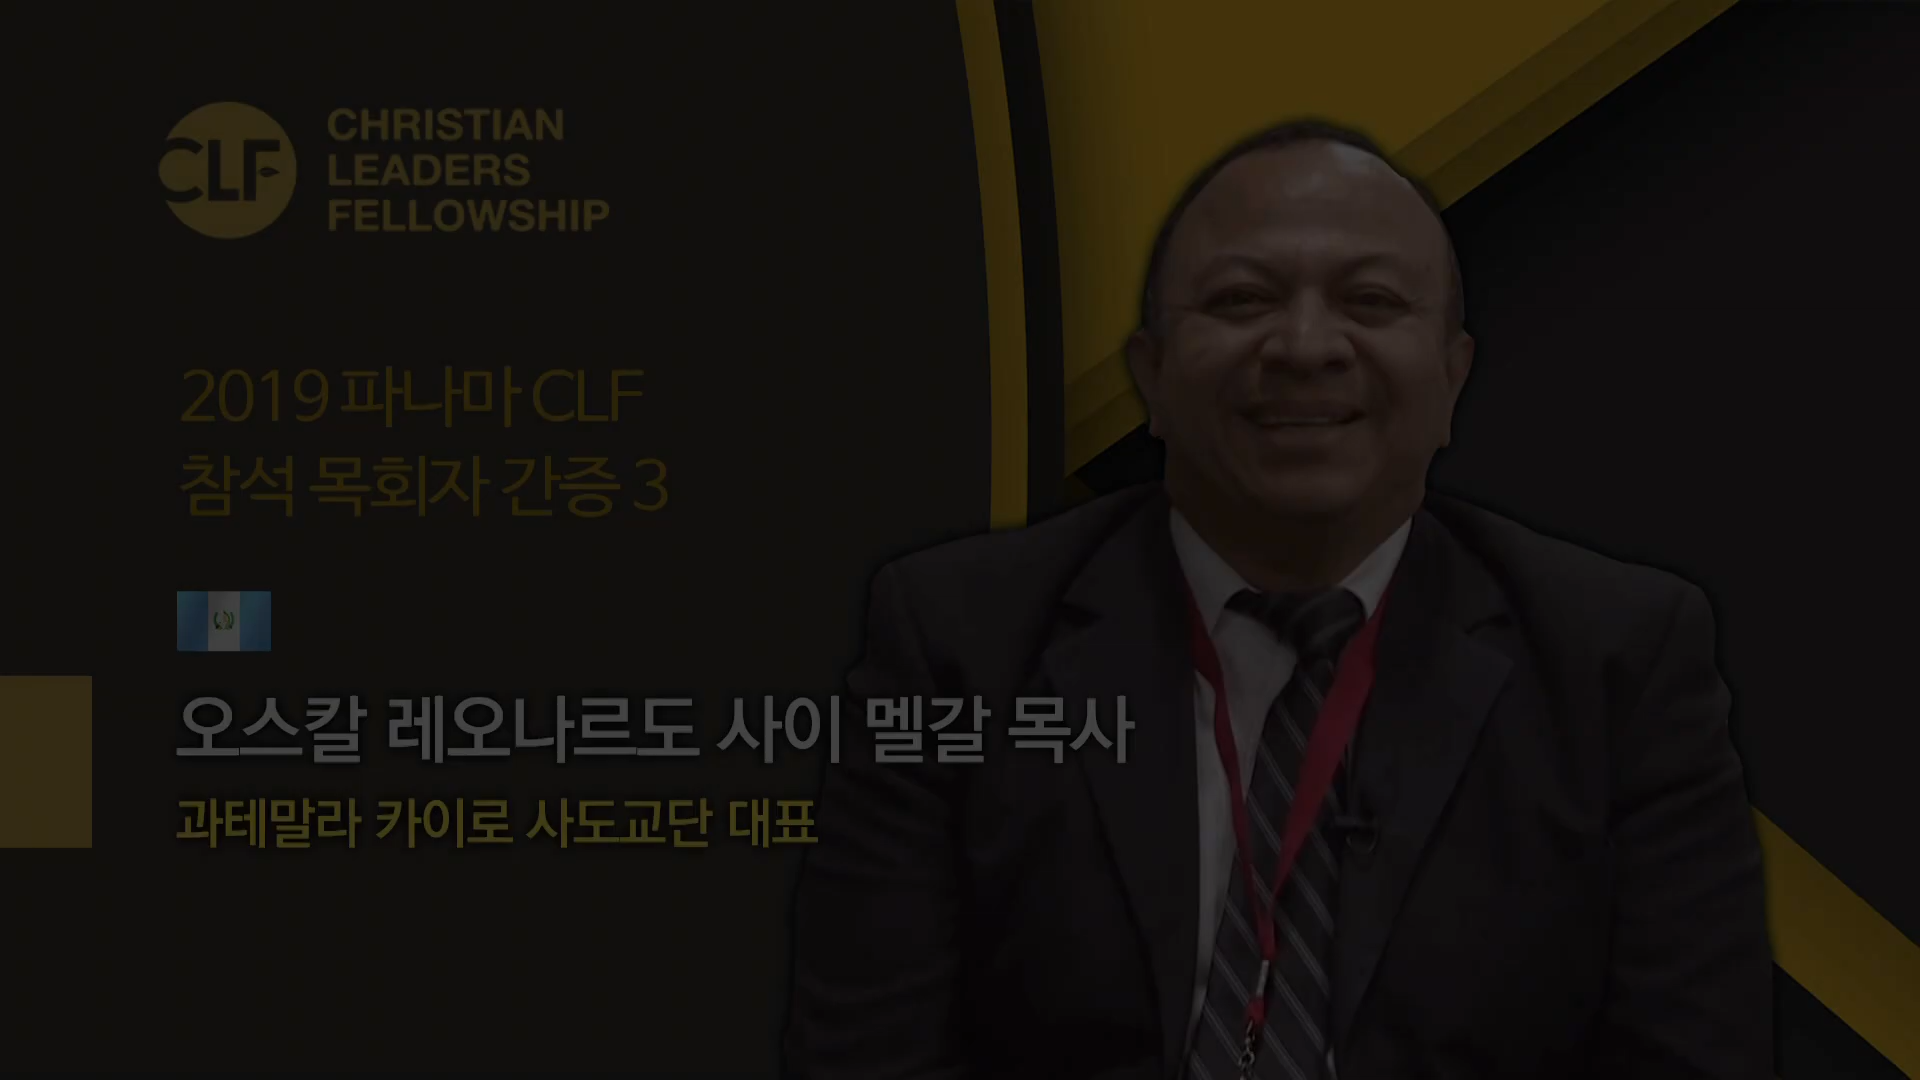 CLF
CHRISTIAN
LEADERS
FELLOWSHIP
2019 파나마 CLF
참석 목회자 간증 3
오스칼 레오나르도 사이 멜갈 목사
과테말라 카이로 사도교단 대표